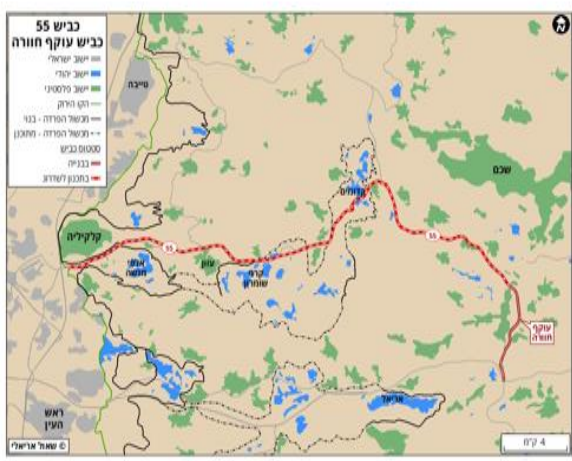 כביש 55
כביש עוקף חווארה
יישוב ישראלי
יישוב יהודי
יישוב פלסטיני
הקו הירוק
מכשול הפרדה - בנוי
מכשול הפרדה - מתוכנן
סטטוס כביש
בבנייה
בתכנון לשדרוג
טייבה
שכם
קדומים
קלקיליה
55
55
אלפי
מנשה
עזון
קרני
שומרון
עוקף
חווארה
אריאל
ראש
העין
© שאול אריאלי
4 ק"מ